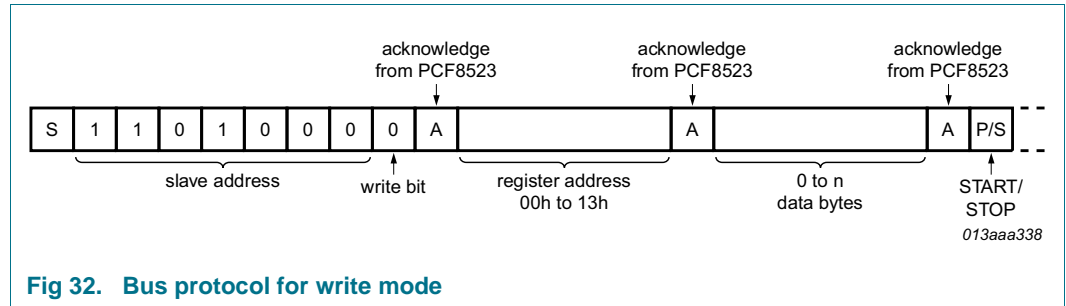 acknowledge acknowledge acknowledge
from PCF8523 from PCF8523 from PCF8523
S 1 1 0 1 0 0 0 0 A A A P/S
slave address write bit register address 0 to n START/
00h to 13h data bytes STOP
013aaa338
Fig 32. Bus protocol for write mode